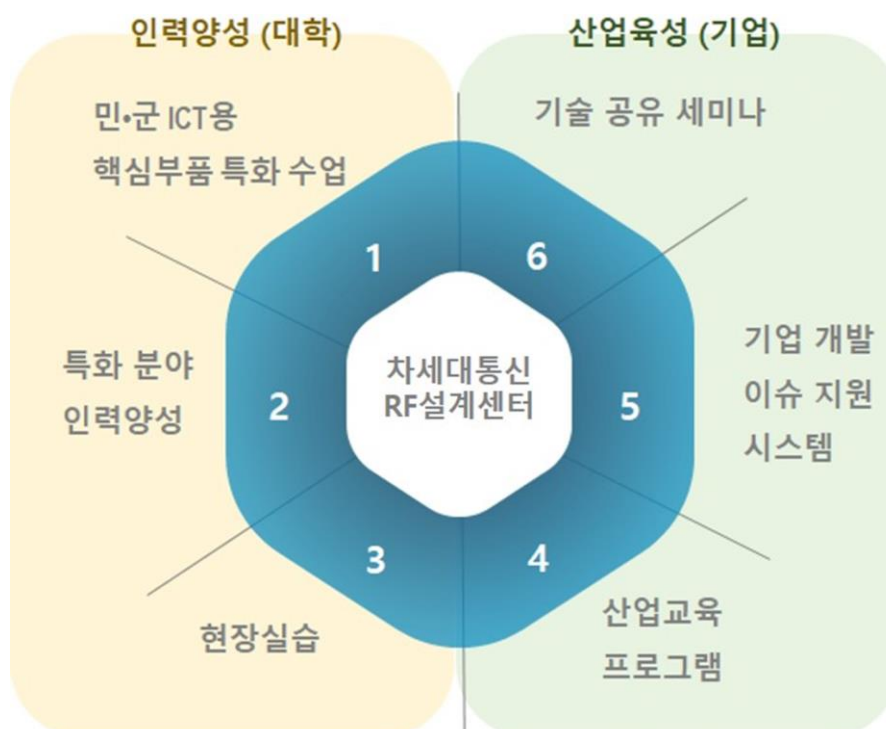 인력양성 (대학)
산업육성 (기업)
민•군 ICT용
핵심부품 특화 수업
기술 공유 세미나
1
6
특화 분야
인력양성
2
차세대통신
RF설계센터
5
기업 개발
이슈 지원
시스템
3
4
현장실습
산업교육
프로그램